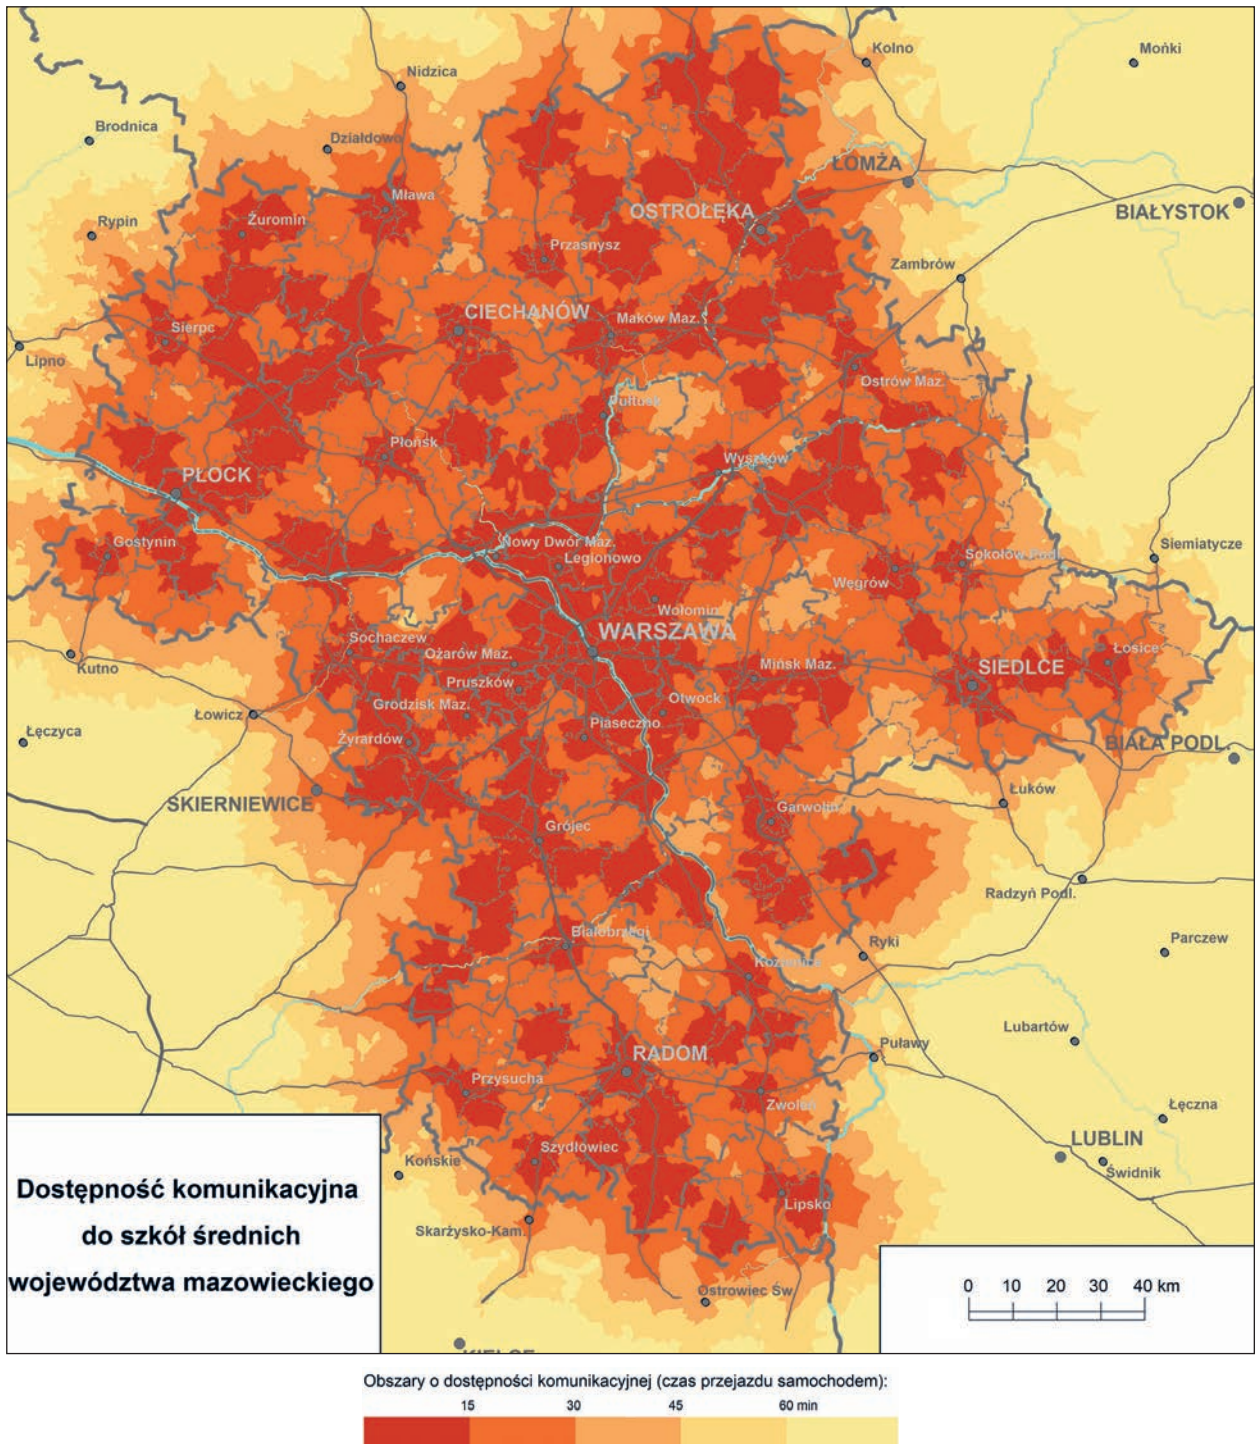 Kolno
Mońki
Nidzica
Brodnica
Działdowo
ŁOMŻA
Mława
OSTROŁĘKA
BIAŁYSTOK
Rypin
Żuromin
Przasnysz
Zambrów
CIECHANÓW
Maków Maz.
Sierpc
Lipno
Ostrów Maz.
Pułtusk
Płońsk
Wyszków
PŁOCK
Gostynin
Nowy Dwór Maz.
Legionowo
Sokołów Podl.
Siemiatycze
Węgrów
Wołomin
WARSZAWA
Sochaczew
Ożarów Maz.
Kutno
Mińsk Maz.
SIEDLCE
Łosice
Pruszków
Otwock
Grodzisk Maz.
Łowicz
Piaseczno
Łęczyca
Żyrardów
BIAŁA PODL.
SKIERNIEWICE
Garwolin
Łuków
Grójec
Radzyń Podl.
Białobrzegi
Ryki
Parczew
Kozienice
Lubartów
RADOM
Puławy
Przysucha
Zwoleń
Łęczna
LUBLIN
Szydłowiec
Końskie
Świdnik
Lipsko
Skarżysko-Kam.
Ostrowiec Św.
KIELCE
Dostępność komunikacyjna
do szkół średnich
województwa mazowieckiego
0 10 20 30 40 km
Obszary o dostępności komunikacyjnej (czas przejazdu samochodem):
15 30 45 60 min